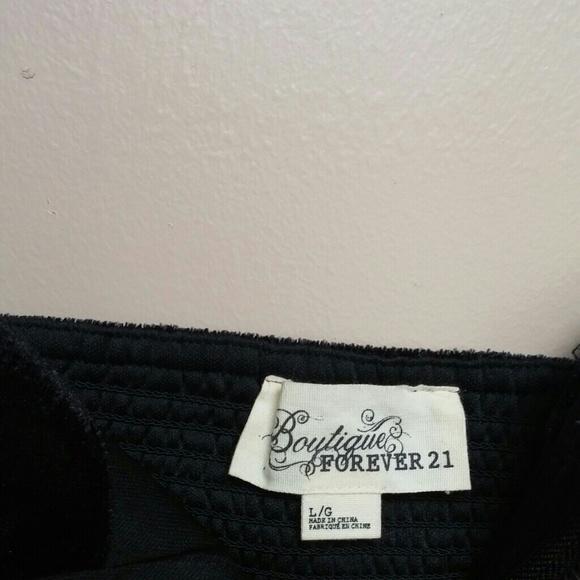 Boutique
FOREVER 21
L/G
MADE IN CHINA
FABRIQUÉ EN CHINE